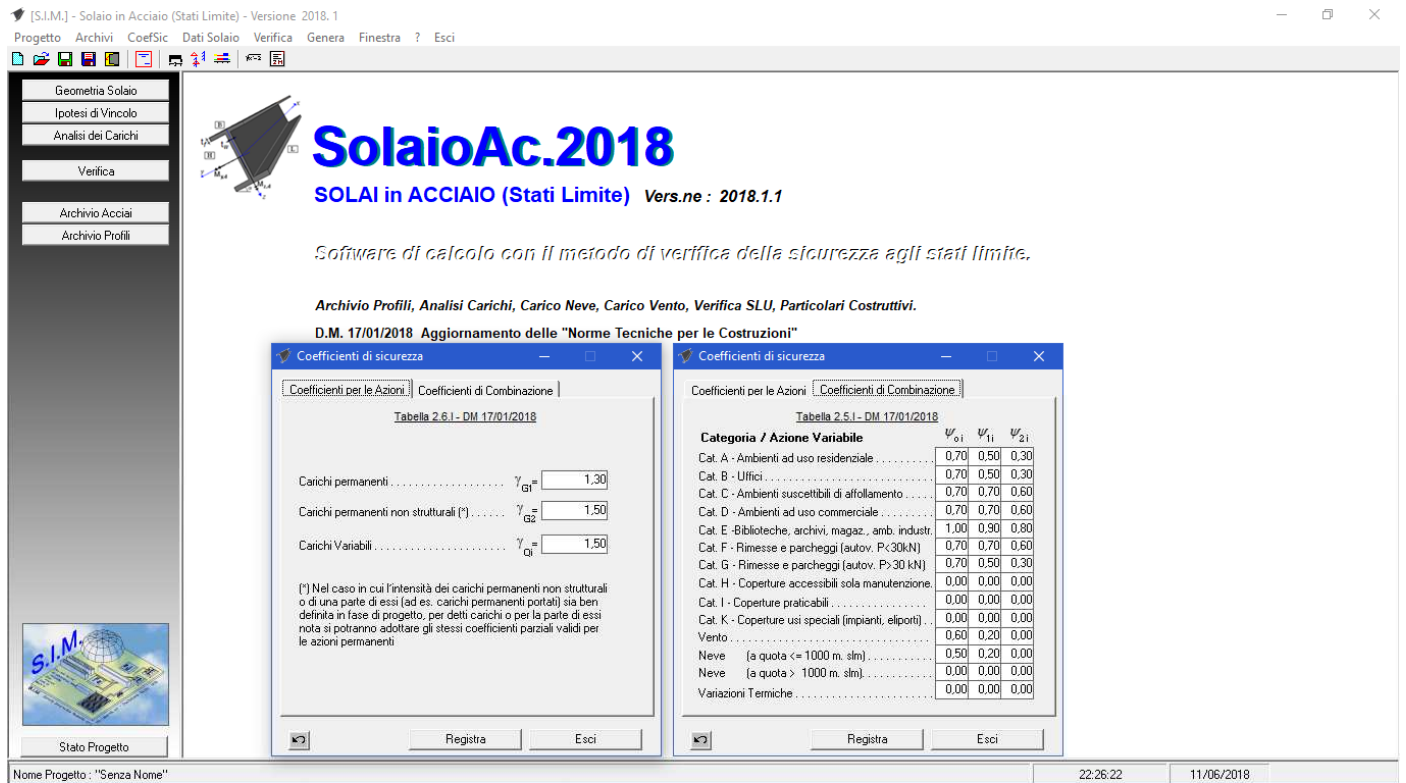 [S.I.M.] - Solaio in Acciaio (Stati Limite) - Versione 2018. 1
Progetto Archivi CoefSic Dati Solaio Verifica Genera Finestra ? Esci
Geometria Solaio
Ipotesi di Vincolo
Analisi dei Carichi
Verifica
Archivio Acciai
Archivio Profili
S.I.M.
Stato Progetto
SolaioAc.2018
SOLAI in ACCIAIO (Stati Limite) Vers.ne : 2018.1.1
Software di calcolo con il metodo di verifica della sicurezza agli stati limite.
Archivio Profili, Analisi Carichi, Carico Neve, Carico Vento, Verifica SLU, Particolari Costruttivi.
D.M. 17/01/2018 Aggiornamento delle "Norme Tecniche per le Costruzioni"
Coefficienti di sicurezza
Coefficienti per le Azioni Coefficienti di Combinazione
Tabella 2.6.I - DM 17/01/2018
Carichi permanenti . . . . . . . . . . . . . . . . . . γG1= 1,30
Carichi permanenti non strutturali (*) . . . . . . γG2= 1,50
Carichi Variabili . . . . . . . . . . . . . . . . . . . . . γQi= 1,50
(*) Nel caso in cui l'intensità dei carichi permanenti non strutturali
o di una parte di essi (ad es. carichi permanenti portati) sia ben
definita in fase di progetto, per detti carichi o per la parte di essi
nota si potranno adottare gli stessi coefficienti parziali validi per
le azioni permanenti
Registra Esci
Coefficienti di sicurezza
Coefficienti per le Azioni Coefficienti di Combinazione
Tabella 2.5.I - DM 17/01/2018
Categoria / Azione Variabile ψ0i ψ1i ψ2i
Cat. A - Ambienti ad uso residenziale . . . . . . . . . 0,70 0,50 0,30
Cat. B - Uffici . . . . . . . . . . . . . . . . . . . . . . . . . 0,70 0,50 0,30
Cat. C - Ambienti suscettibili di affollamento . . . . . 0,70 0,70 0,60
Cat. D - Ambienti ad uso commerciale . . . . . . . . 0,70 0,70 0,60
Cat. E -Biblioteche, archivi, magaz., amb. industr. 1,00 0,90 0,80
Cat. F - Rimesse e parcheggi (autov. P<30kN) 0,70 0,70 0,60
Cat. G - Rimesse e parcheggi (autov. P>30 kN) 0,70 0,50 0,30
Cat. H - Coperture accessibili sola manutenzione. 0,00 0,00 0,00
Cat. I - Coperture praticabili . . . . . . . . . . . . . . . 0,00 0,00 0,00
Cat. K - Coperture usi speciali (impianti, eliporti) . . 0,00 0,00 0,00
Vento . . . . . . . . . . . . . . . . . . . . . . . . . . . . . . 0,60 0,20 0,00
Neve (a quota <= 1000 m. slm) . . . . . . . . . . 0,50 0,20 0,00
Neve (a quota > 1000 m. slm). . . . . . . . . . . 0,00 0,00 0,00
Variazioni Termiche . . . . . . . . . . . . . . . . . . . . . 0,00 0,00 0,00
Registra Esci
Nome Progetto : "Senza Nome" 22:26:22 11/06/2018